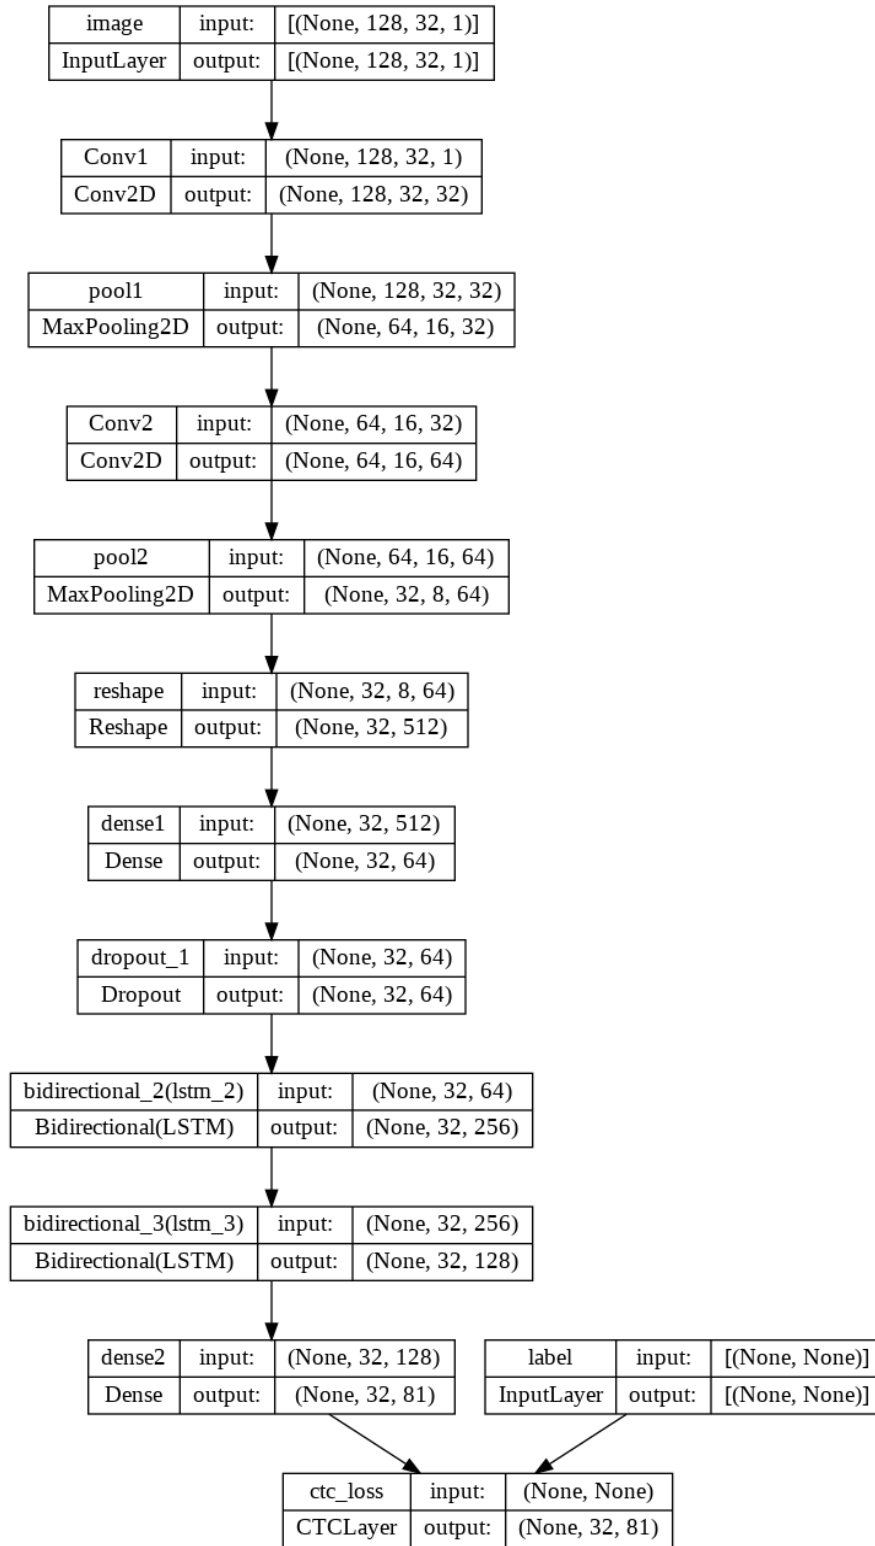 image input: [(None, 128, 32, 1)]
InputLayer output: [(None, 128, 32, 1)]
Conv1 input: (None, 128, 32, 1)
Conv2D output: (None, 128, 32, 32)
pool1 input: (None, 128, 32, 32)
MaxPooling2D output: (None, 64, 16, 32)
Conv2 input: (None, 64, 16, 32)
Conv2D output: (None, 64, 16, 64)
pool2 input: (None, 64, 16, 64)
MaxPooling2D output: (None, 32, 8, 64)
reshape input: (None, 32, 8, 64)
Reshape output: (None, 32, 512)
dense1 input: (None, 32, 512)
Dense output: (None, 32, 64)
dropout_1 input: (None, 32, 64)
Dropout output: (None, 32, 64)
bidirectional_2(lstm_2) input: (None, 32, 64)
Bidirectional(LSTM) output: (None, 32, 256)
bidirectional_3(lstm_3) input: (None, 32, 256)
Bidirectional(LSTM) output: (None, 32, 128)
dense2 input: (None, 32, 128) label input: [(None, None)]
Dense output: (None, 32, 81) InputLayer output: [(None, None)]
ctc_loss input: (None, None)
CTCLayer output: (None, 32, 81)